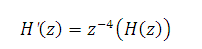 H′(z) = z⁻⁴(H(z))